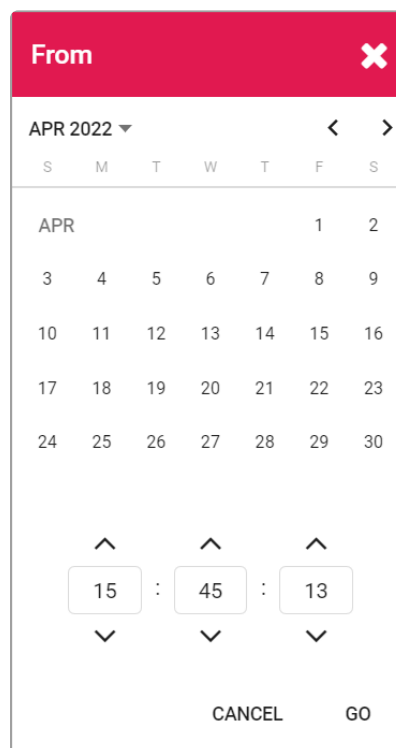 From
APR 2022
S M T W T F S
APR 1 2
3 4 5 6 7 8 9
10 11 12 13 14 15 16
17 18 19 20 21 22 23
24 25 26 27 28 29 30
15 : 45 : 13
CANCEL GO